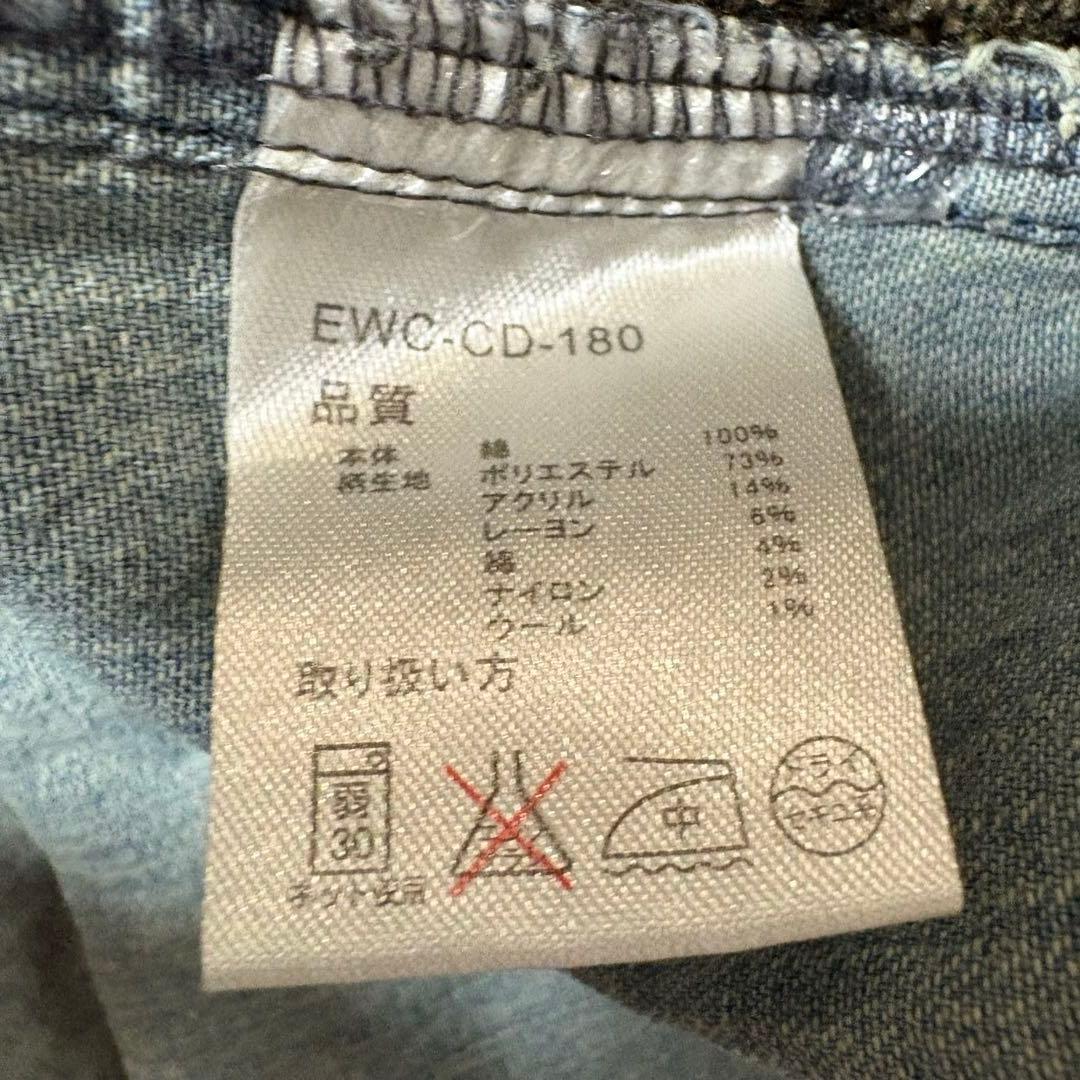 EWC-CD-180
品質
本体 綿 100%
柄生地 ポリエステル 73%
アクリル 14%
レーヨン 6%
綿 4%
ナイロン 2%
ウール 1%
取り扱い方
弱 30
中
ドライ
セキユ系
ネット使用